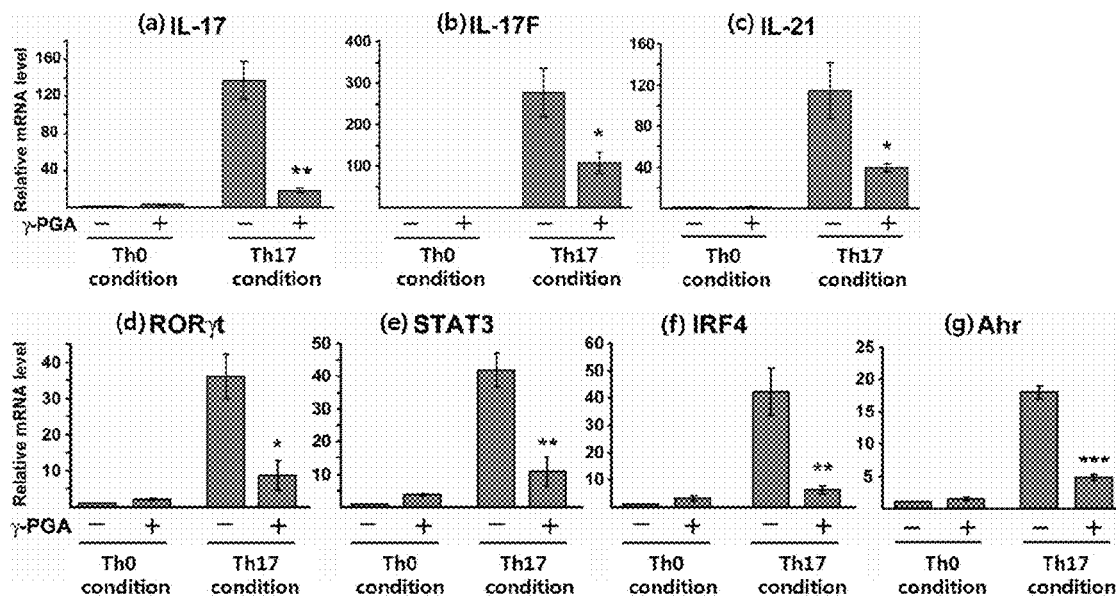 (a) IL-17
Relative mRNA level
160
120
80
40
**
γ-PGA − + − +
Th0 condition
Th17 condition
(b) IL-17F
400
300
200
100
*
− + − +
Th0 condition
Th17 condition
(c) IL-21
160
120
80
40
*
− + − +
Th0 condition
Th17 condition
(d) RORγt
Relative mRNA level
40
30
20
10
*
γ-PGA − + − +
Th0 condition
Th17 condition
(e) STAT3
50
40
30
20
10
**
− + − +
Th0 condition
Th17 condition
(f) IRF4
60
50
40
30
20
10
**
− + − +
Th0 condition
Th17 condition
(g) Ahr
25
20
15
10
5
***
− + − +
Th0 condition
Th17 condition